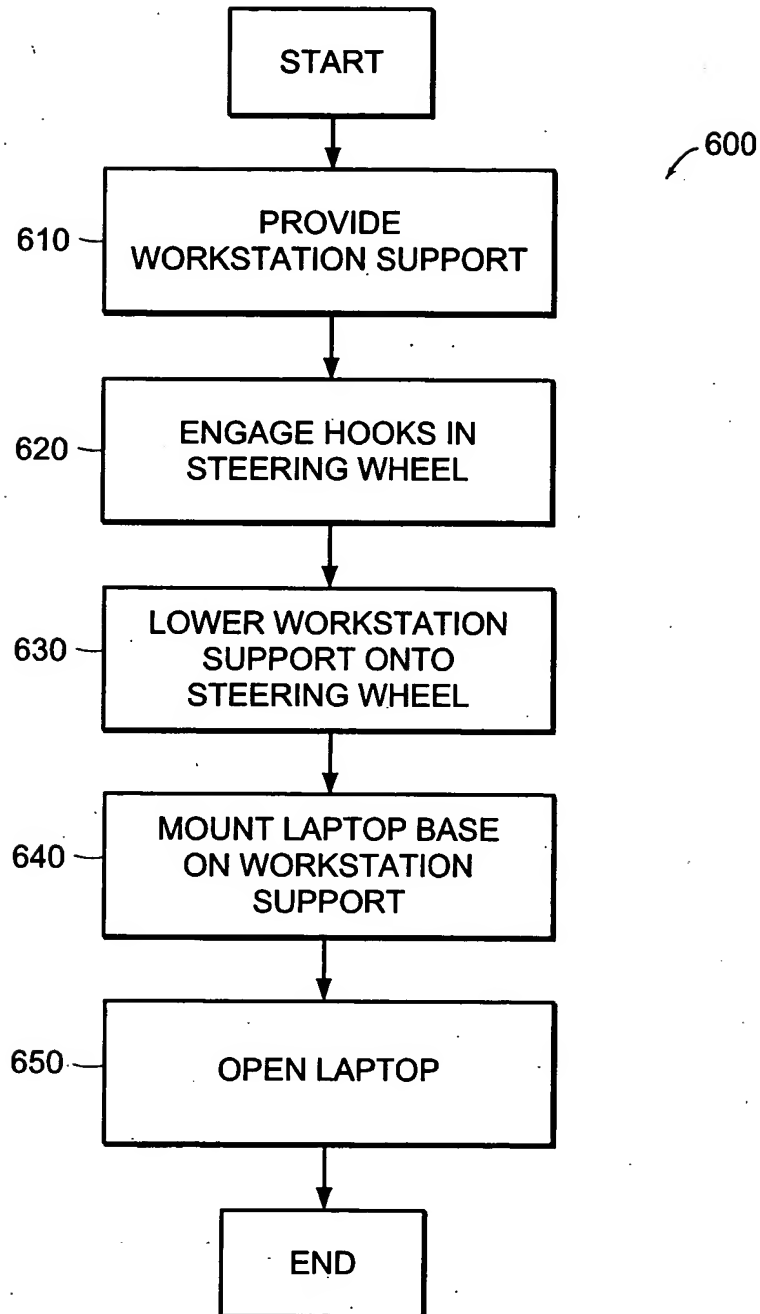 START
600
610
PROVIDE
WORKSTATION SUPPORT
620
ENGAGE HOOKS IN
STEERING WHEEL
630
LOWER WORKSTATION
SUPPORT ONTO
STEERING WHEEL
640
MOUNT LAPTOP BASE
ON WORKSTATION
SUPPORT
650
OPEN LAPTOP
END